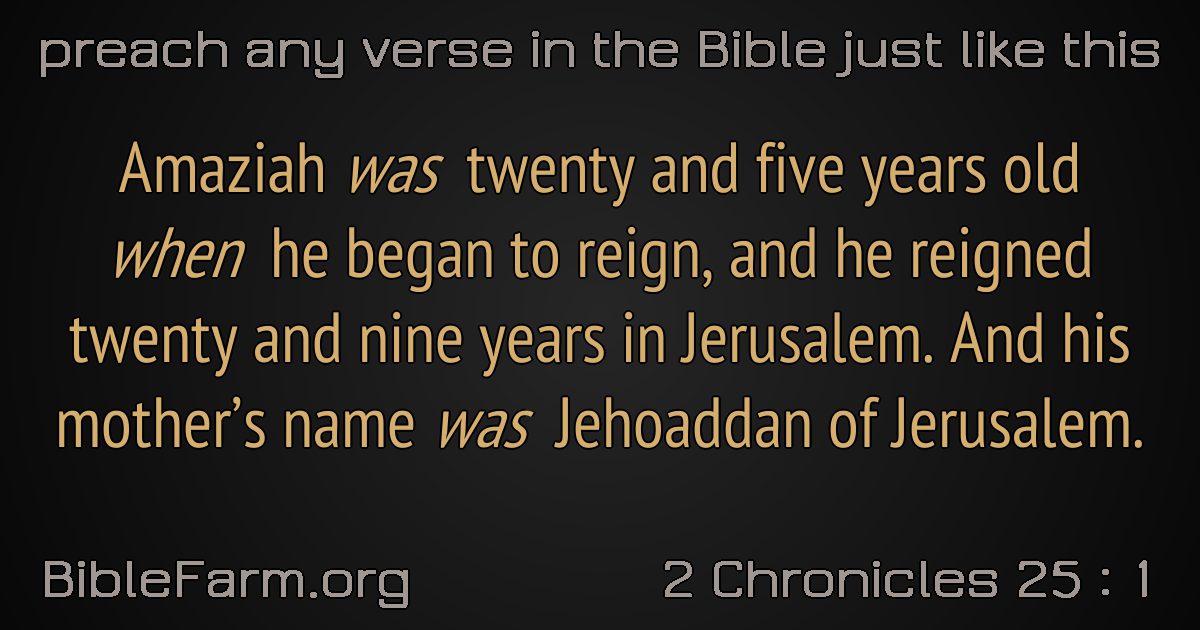 preach any verse in the Bible just like this
Amaziah was twenty and five years old
when he began to reign, and he reigned
twenty and nine years in Jerusalem. And his
mother’s name was Jehoaddan of Jerusalem.
BibleFarm.org
2 Chronicles 25 : 1